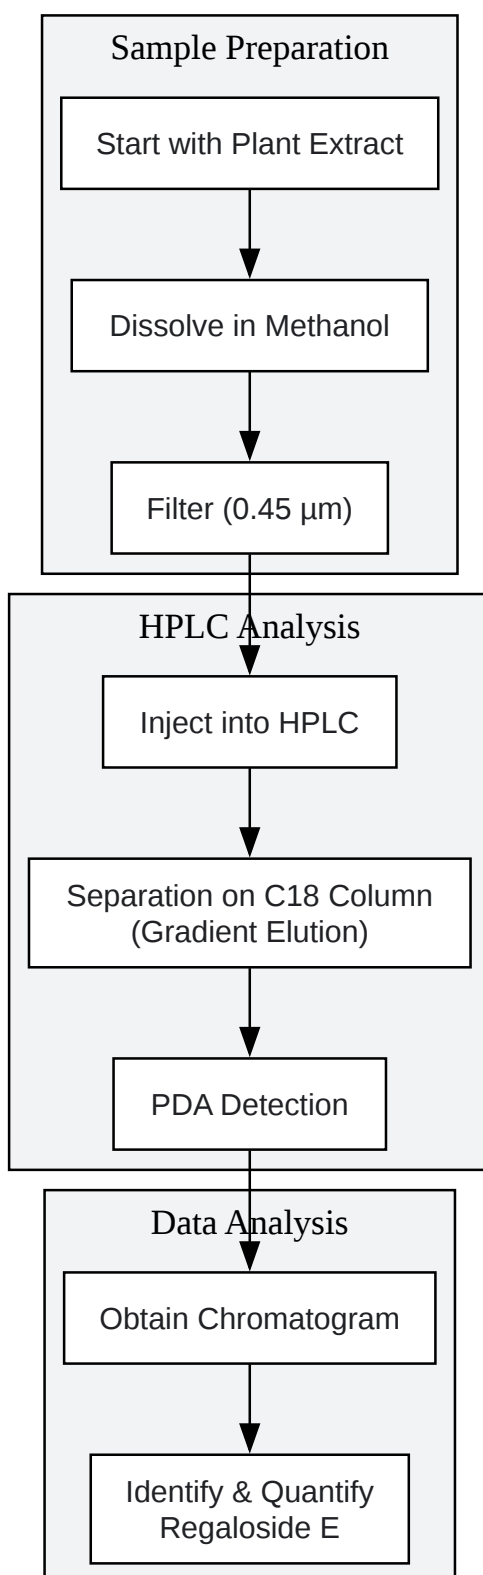 Sample Preparation
Start with Plant Extract
Dissolve in Methanol
Filter (0.45 µm)
HPLC Analysis
Inject into HPLC
Separation on C18 Column
(Gradient Elution)
PDA Detection
Data Analysis
Obtain Chromatogram
Identify & Quantify
Regaloside E